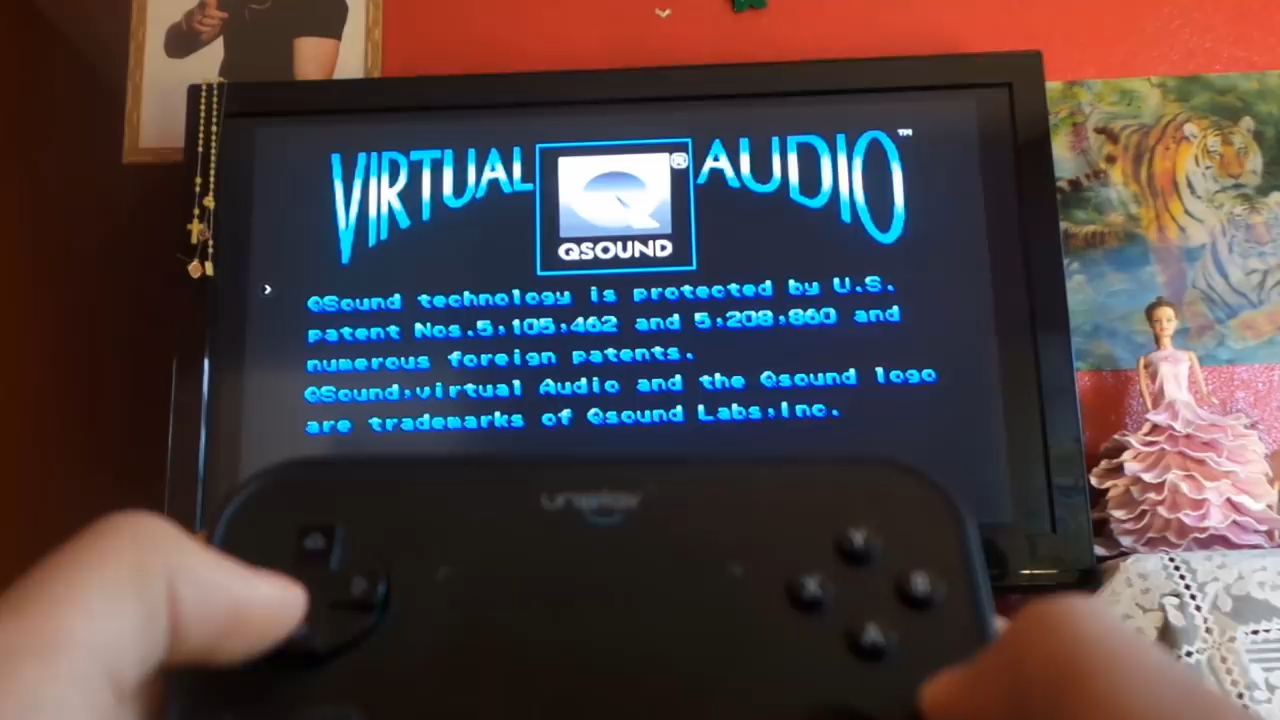 VIRTUAL QSOUND® AUDIO™
QSound technology is protected by U.S.
patent Nos.5,105,462 and 5,208,860 and
numerous foreign patents.
QSound,virtual Audio and the Qsound logo
are trademarks of Qsound Labs,Inc.
Y
X B
A